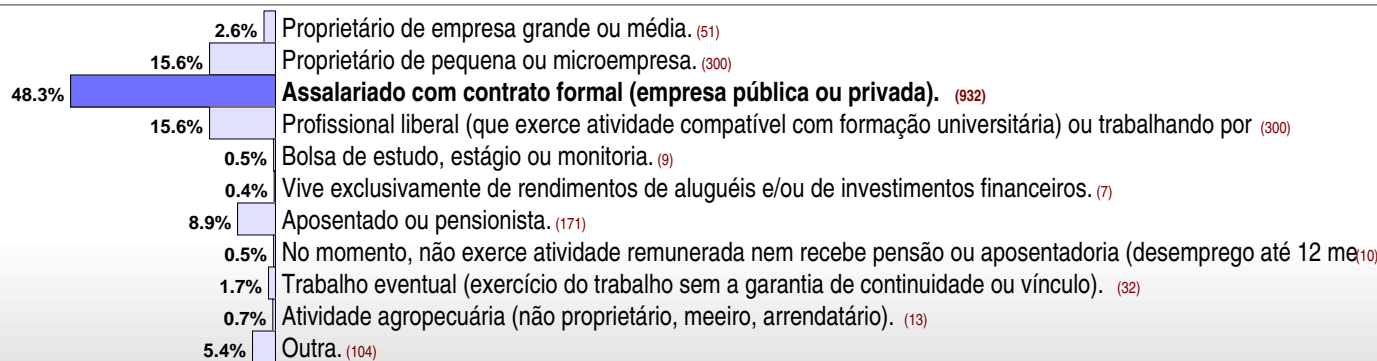 2.6% Proprietário de empresa grande ou média. (51)
15.6% Proprietário de pequena ou microempresa. (300)
48.3% Assalariado com contrato formal (empresa pública ou privada). (932)
15.6% Profissional liberal (que exerce atividade compatível com formação universitária) ou trabalhando por (300)
0.5% Bolsa de estudo, estágio ou monitoria. (9)
0.4% Vive exclusivamente de rendimentos de aluguéis e/ou de investimentos financeiros. (7)
8.9% Aposentado ou pensionista. (171)
0.5% No momento, não exerce atividade remunerada nem recebe pensão ou aposentadoria (desemprego até 12 me(10)
1.7% Trabalho eventual (exercício do trabalho sem a garantia de continuidade ou vínculo). (32)
0.7% Atividade agropecuária (não proprietário, meeiro, arrendatário). (13)
5.4% Outra. (104)